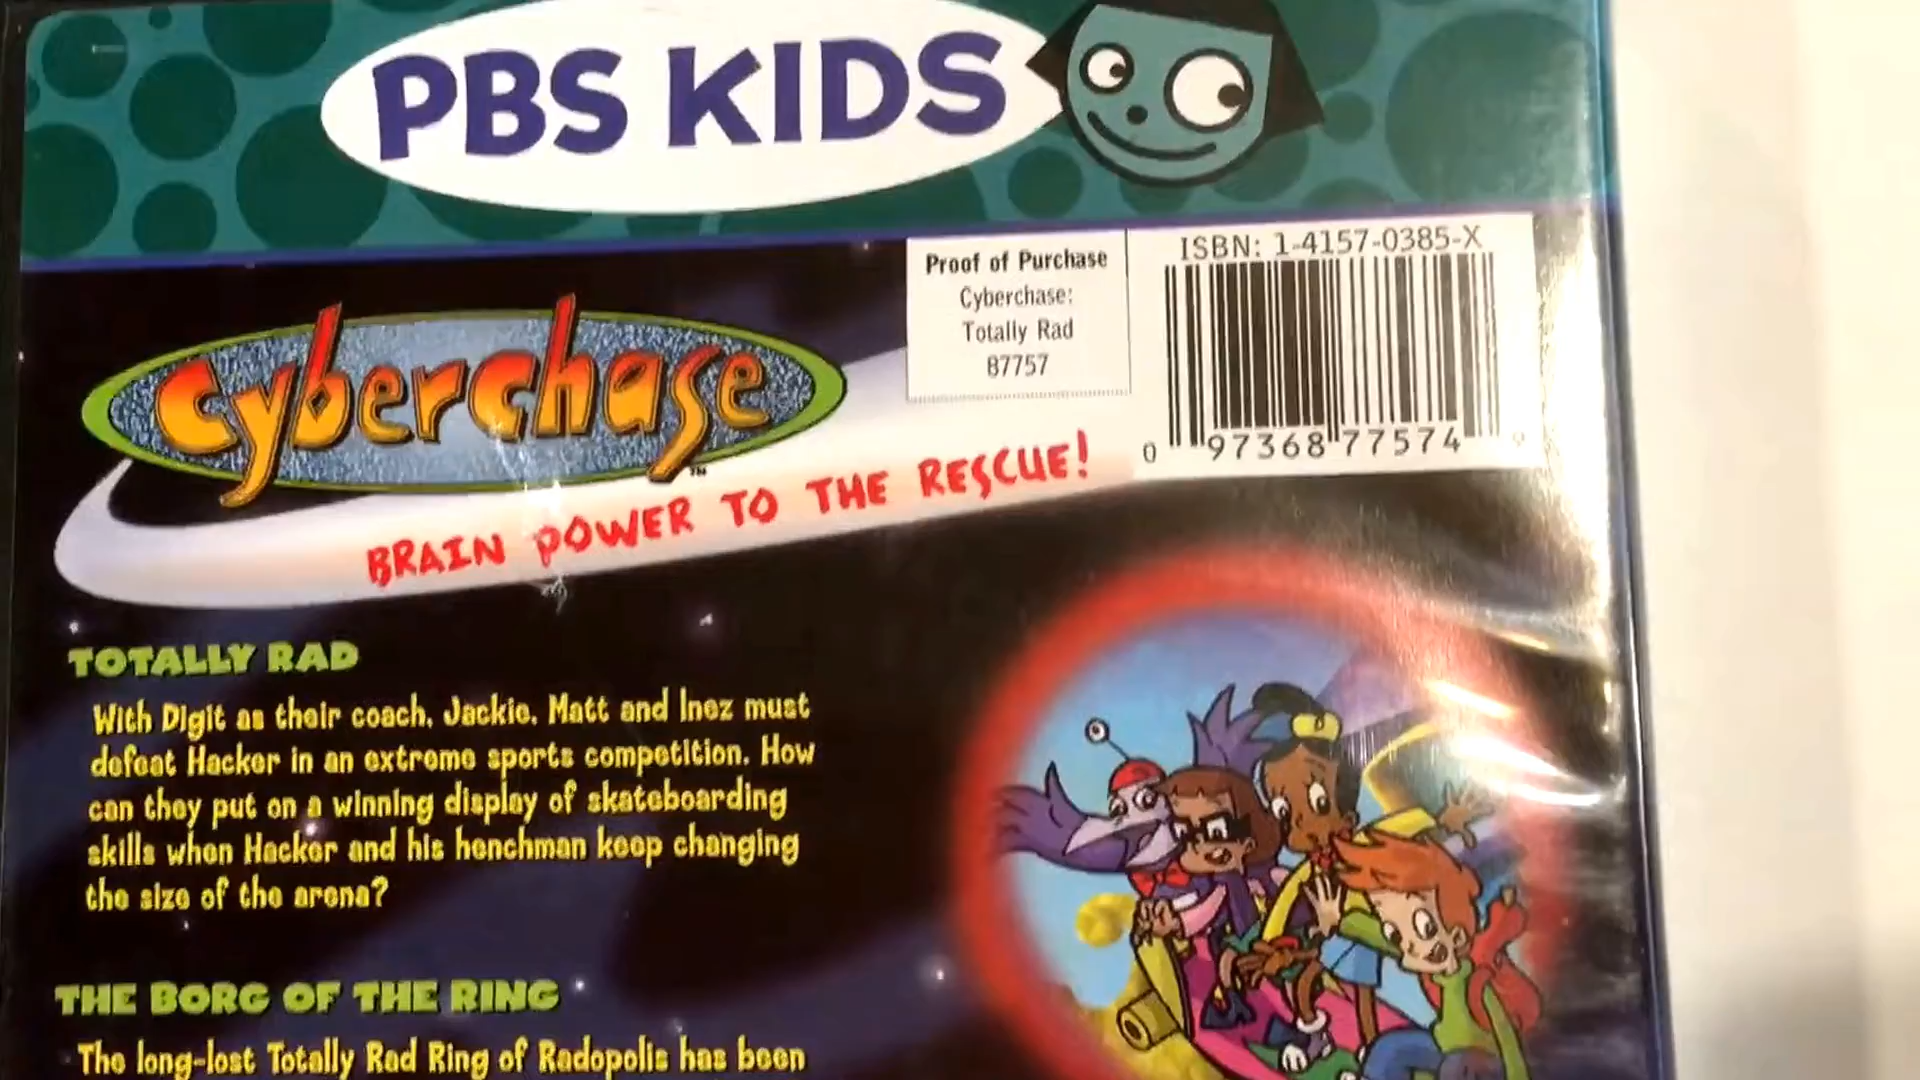 PBS KIDS
Proof of Purchase
Cyberchase:
Totally Rad
87757
ISBN: 1-4157-0385-X
0 97368 77574 9
cyberchase™
BRAIN POWER TO THE RESCUE!
TOTALLY RAD
With Digit as their coach, Jackie, Matt and Inez must
defeat Hacker in an extreme sports competition. How
can they put on a winning display of skateboarding
skills when Hacker and his henchman keep changing
the size of the arena?
THE BORG OF THE RING
The long-lost Totally Rad Ring of Radopolis has been